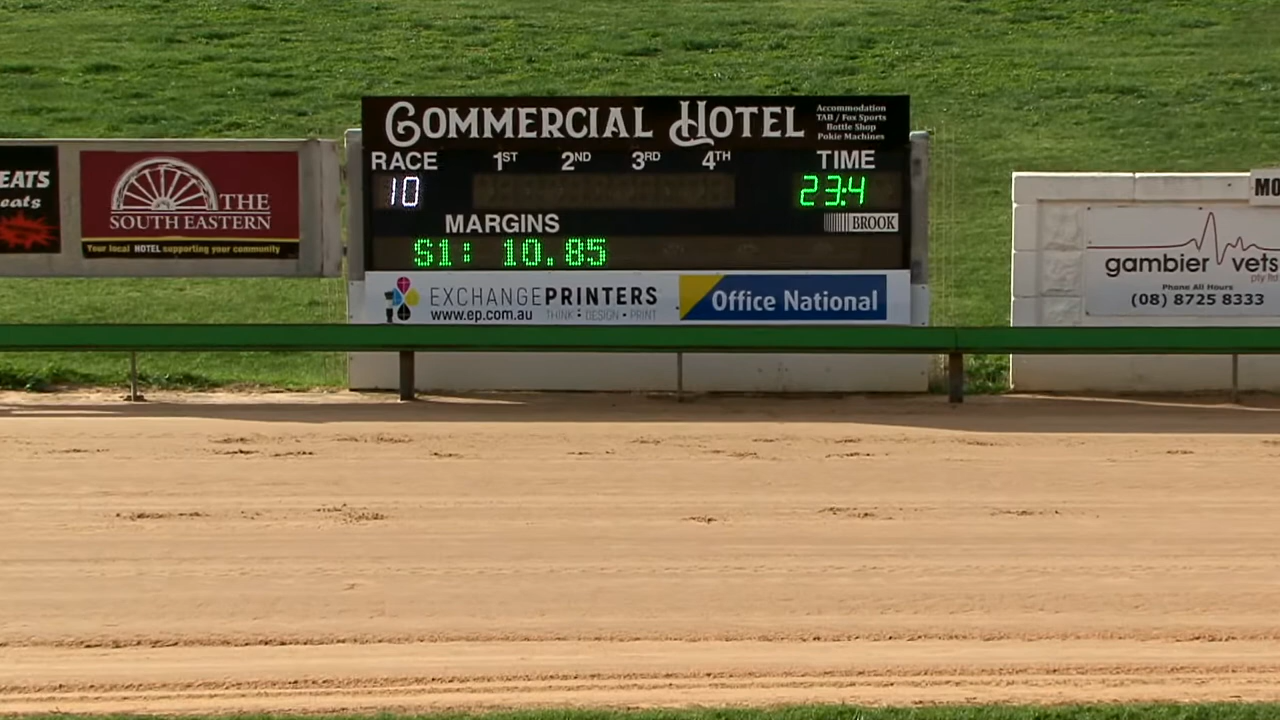 COMMERCIAL HOTEL
Accommodation
TAB / Fox Sports
Bottle Shop
Pokie Machines
RACE 1ST 2ND 3RD 4TH TIME
10 23:4
MARGINS
BROOK
S1: 10.85
EXCHANGEPRINTERS
www.ep.com.au THINK : DESIGN • PRINT
Office National
EATS
eats
THE
SOUTH EASTERN
Your local HOTEL supporting your community
MO
gambier vets
pty
Phone All Hours
(08) 8725 8333